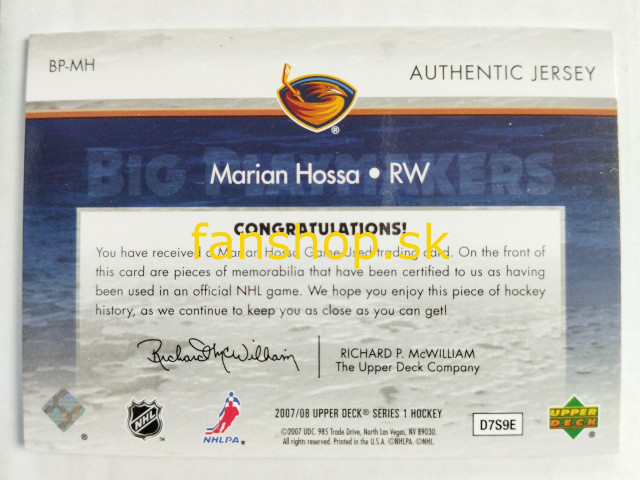 BP-MH
AUTHENTIC JERSEY
®
BIG PLAYMAKERS
Marian Hossa • RW
CONGRATULATIONS!
fanshop.sk
You have received a Marian Hossa Game-Used trading card. On the front of
this card are pieces of memorabilia that have been certified to us as having
been used in an official NHL game. We hope you enjoy this piece of hockey
history, as we continue to keep you as close as you can get!
Richard McWilliam
RICHARD P. McWILLIAM
The Upper Deck Company
NHL
™
NHLPA.
2007/08 UPPER DECK® SERIES 1 HOCKEY
©2007 UDC. 985 Trade Drive, North Las Vegas, NV 89030.
All rights reserved. Printed in the U.S.A. ©NHLPA. ©NHL.
D7S9E
UPPER
DECK
®
®